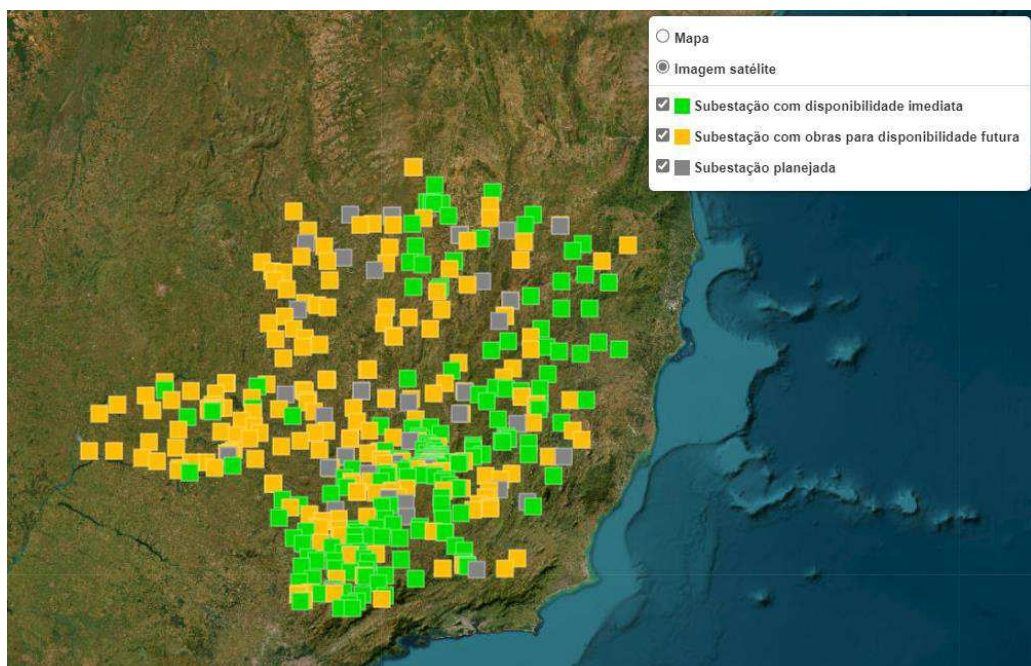 Mapa
Imagem satélite
Subestação com disponibilidade imediata
Subestação com obras para disponibilidade futura
Subestação planejada